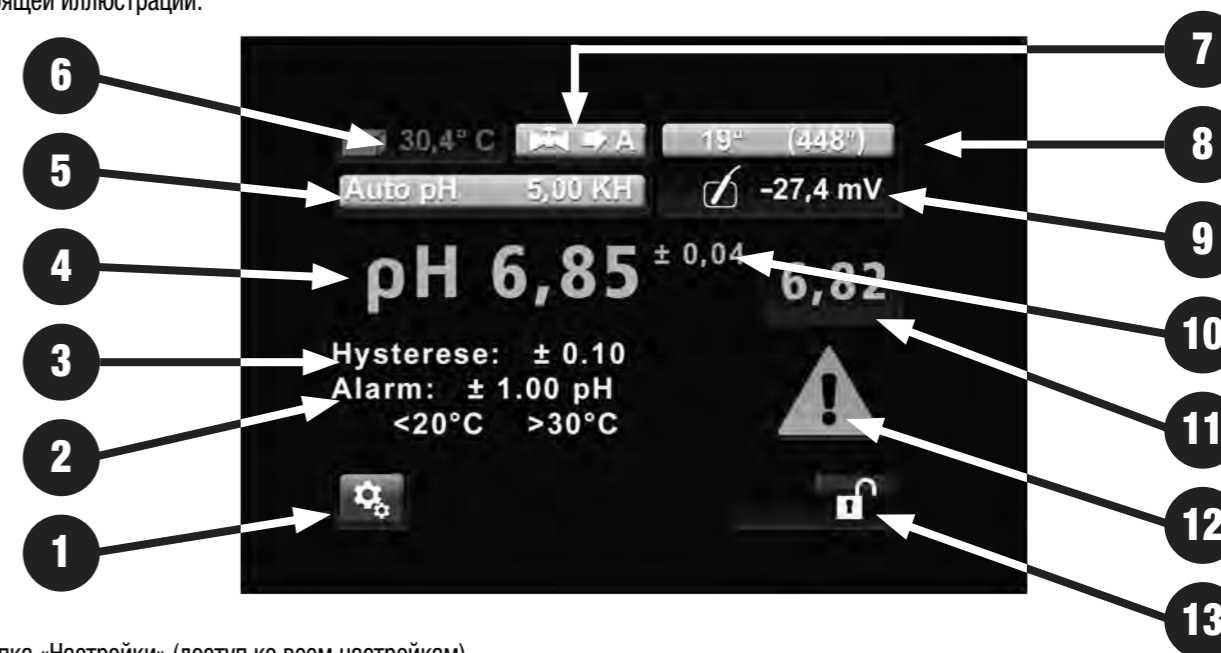 иллюстрации.
6
7
30,4° C
A
19" (448")
8
5
Auto pH 5,00 KH
-27,4 mV
9
4
pH 6,85 ± 0,04
6,82
10
3
Hysterese: ± 0.10
Alarm: ± 1.00 pH
<20°C >30°C
11
2
12
1
13
«Настройки» (доступ ко всем настройкам)